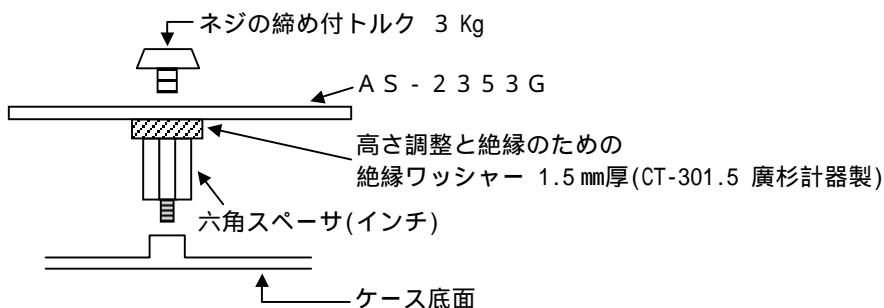 ネジの締め付トルク 3 Kg
ＡＳ-２３５３Ｇ
高さ調整と絶縁のための
絶縁ワッシャー 1.5㎜厚(CT-301.5 廣杉計器製)
六角スペーサ(インチ)
ケース底面